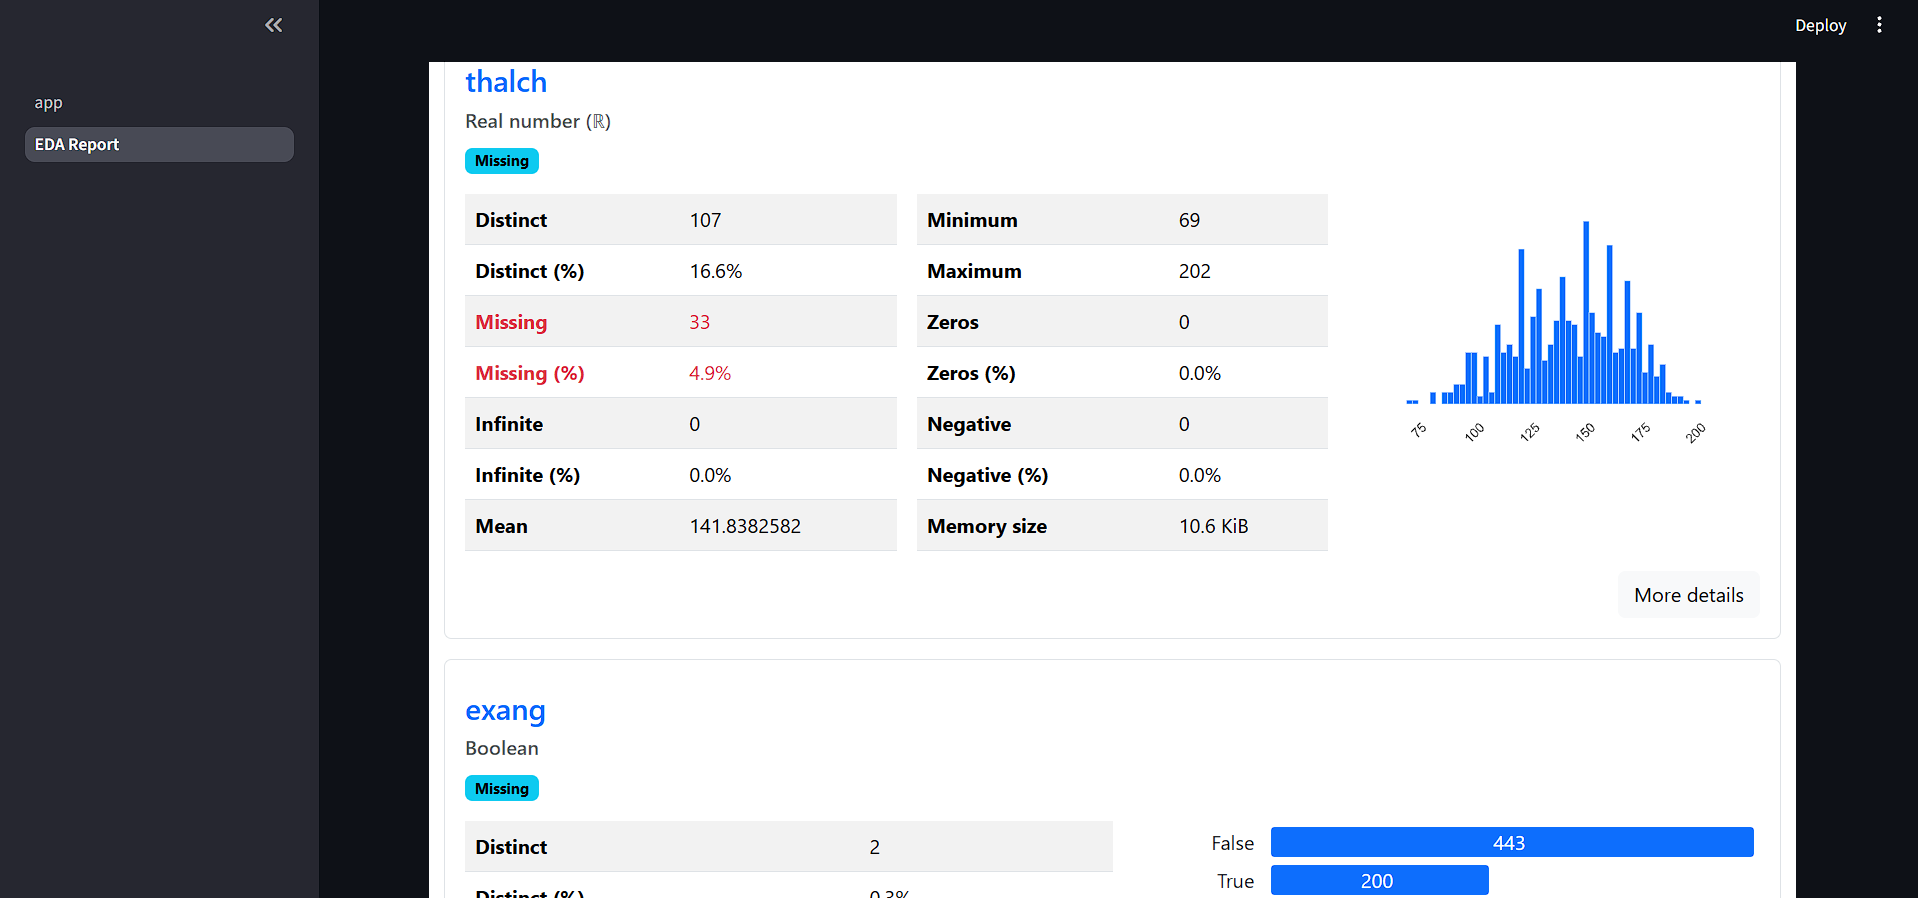 Deploy
app
EDA Report
thalch
Real number (ℝ)
Missing
Distinct 107
Distinct (%) 16.6%
Missing 33
Missing (%) 4.9%
Infinite 0
Infinite (%) 0.0%
Mean 141.8382582
Minimum 69
Maximum 202
Zeros 0
Zeros (%) 0.0%
Negative 0
Negative (%) 0.0%
Memory size 10.6 KiB
75 100 125 150 175 200
More details
exang
Boolean
Missing
Distinct 2
Distinct (%) 0.3%
False 443
True 200